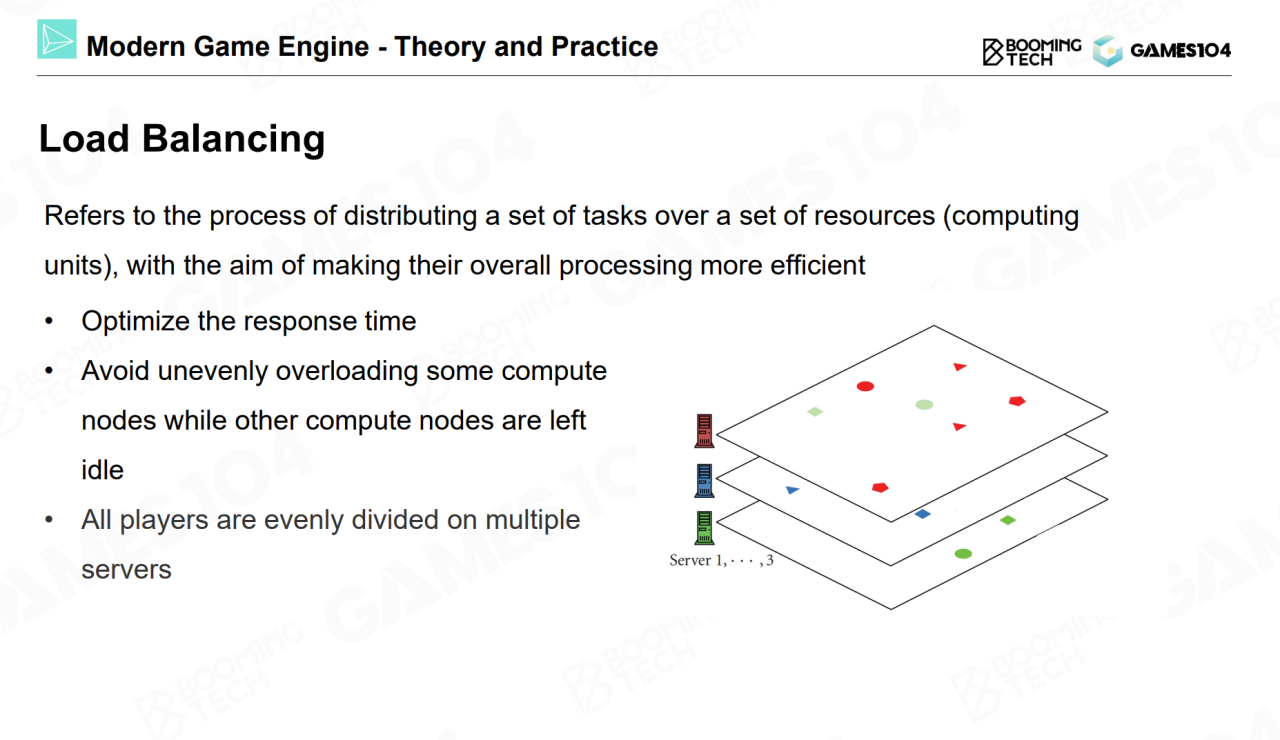 Modern Game Engine - Theory and Practice
BOOMING
TECH
GAMES104
Load Balancing
Refers to the process of distributing a set of tasks over a set of resources (computing
units), with the aim of making their overall processing more efficient
• Optimize the response time
• Avoid unevenly overloading some compute
nodes while other compute nodes are left
idle
• All players are evenly divided on multiple
servers
Server 1, · · · , 3